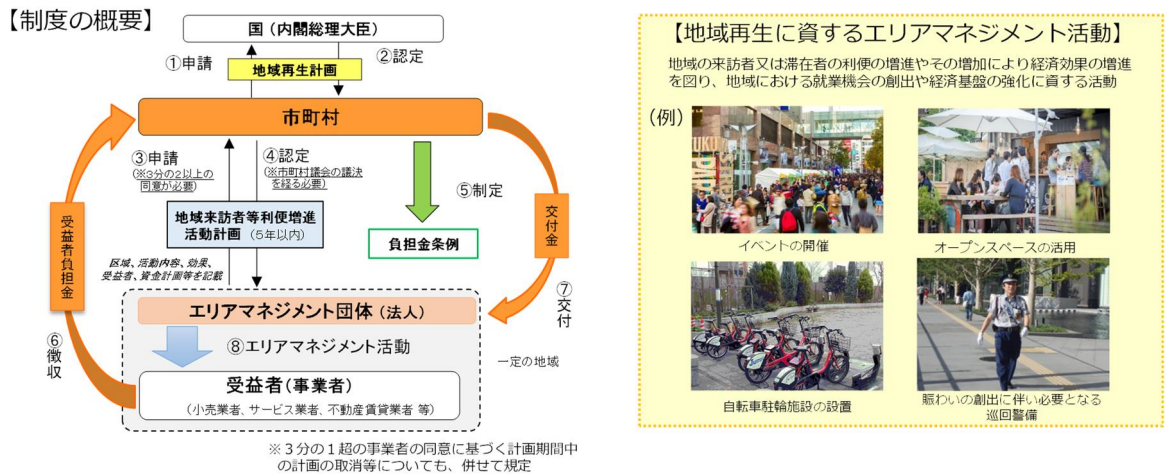 【制度の概要】
国(内閣総理大臣)
①申請
②認定
地域再生計画
市町村
③申請
(※3分の2以上の
同意が必要)
④認定
(※市町村議会の議決
を経る必要)
⑤制定
地域来訪者等利便増進
活動計画(5年以内)
負担金条例
区域、活動内容、効果、
受益者、資金計画等を記載
受益者負担金
交付金
⑥徴収
⑦交付
エリアマネジメント団体(法人)
⑧エリアマネジメント活動
一定の地域
受益者(事業者)
(小売業者、サービス業者、不動産賃貸業者 等)
※3分の1超の事業者の同意に基づく計画期間中
の計画の取消等についても、併せて規定
【地域再生に資するエリアマネジメント活動】
地域の来訪者又は滞在者の利便の増進やその増加により経済効果の増進
を図り、地域における就業機会の創出や経済基盤の強化に資する活動
(例)
イベントの開催
オープンスペースの活用
自転車駐輪施設の設置
賑わいの創出に伴い必要となる
巡回警備